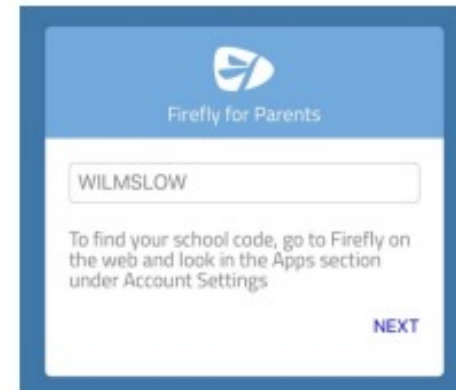 Firefly for Parents
WILMSLOW
To find your school code, go to Firefly on
the web and look in the Apps section
under Account Settings
NEXT